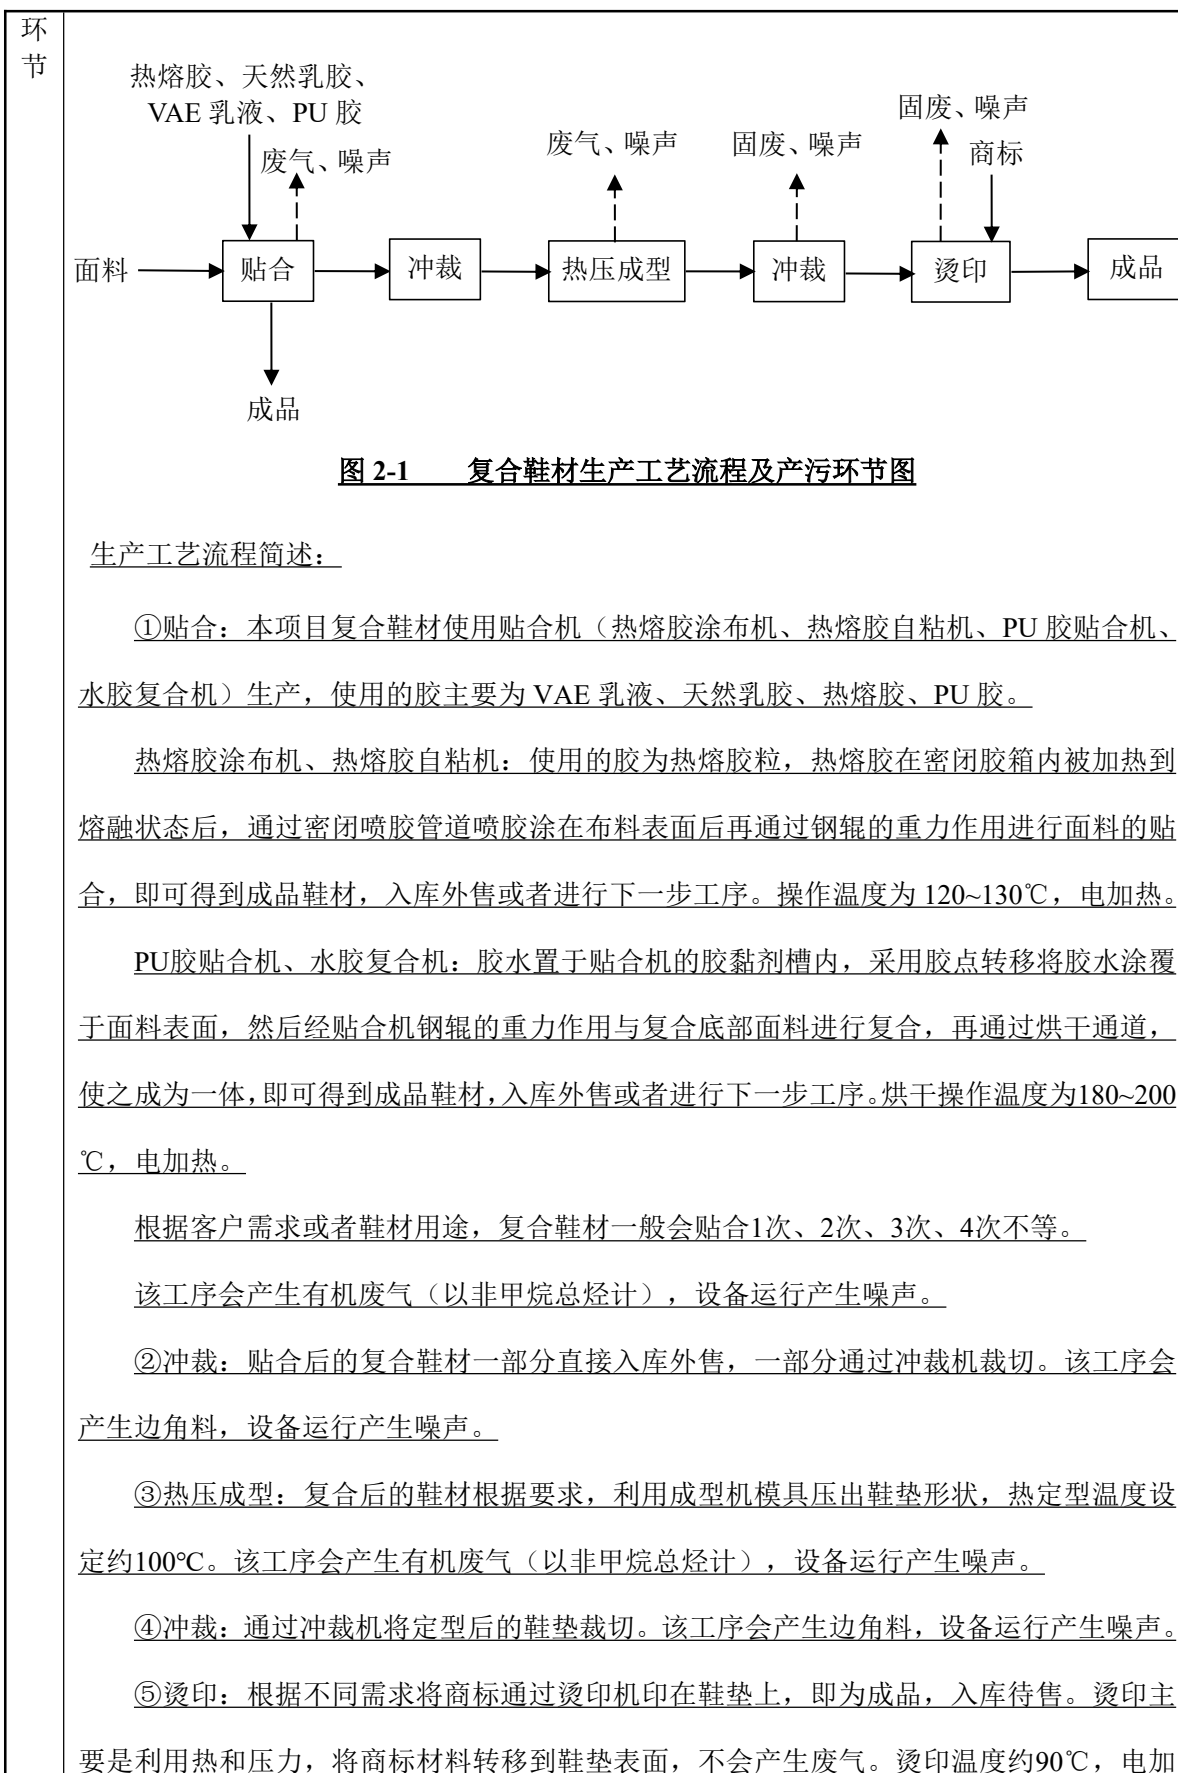 环
节
热熔胶、天然乳胶、
VAE 乳液、PU 胶
废气、噪声
废气、噪声
固废、噪声
固废、噪声
商标
面料
贴合
冲裁
热压成型
冲裁
烫印
成品
成品
图 2-1 复合鞋材生产工艺流程及产污环节图
生产工艺流程简述：
①贴合：本项目复合鞋材使用贴合机（热熔胶涂布机、热熔胶自粘机、PU 胶贴合机、
水胶复合机）生产，使用的胶主要为 VAE 乳液、天然乳胶、热熔胶、PU 胶。
热熔胶涂布机、热熔胶自粘机：使用的胶为热熔胶粒，热熔胶在密闭胶箱内被加热到
熔融状态后，通过密闭喷胶管道喷胶涂在布料表面后再通过钢辊的重力作用进行面料的贴
合，即可得到成品鞋材，入库外售或者进行下一步工序。操作温度为 120~130℃，电加热。
PU胶贴合机、水胶复合机：胶水置于贴合机的胶黏剂槽内，采用胶点转移将胶水涂覆
于面料表面，然后经贴合机钢辊的重力作用与复合底部面料进行复合，再通过烘干通道，
使之成为一体，即可得到成品鞋材，入库外售或者进行下一步工序。烘干操作温度为180~200
℃，电加热。
根据客户需求或者鞋材用途，复合鞋材一般会贴合1次、2次、3次、4次不等。
该工序会产生有机废气（以非甲烷总烃计），设备运行产生噪声。
②冲裁：贴合后的复合鞋材一部分直接入库外售，一部分通过冲裁机裁切。该工序会
产生边角料，设备运行产生噪声。
③热压成型：复合后的鞋材根据要求，利用成型机模具压出鞋垫形状，热定型温度设
定约100℃。该工序会产生有机废气（以非甲烷总烃计），设备运行产生噪声。
④冲裁：通过冲裁机将定型后的鞋垫裁切。该工序会产生边角料，设备运行产生噪声。
⑤烫印：根据不同需求将商标通过烫印机印在鞋垫上，即为成品，入库待售。烫印主
要是利用热和压力，将商标材料转移到鞋垫表面，不会产生废气。烫印温度约90℃，电加